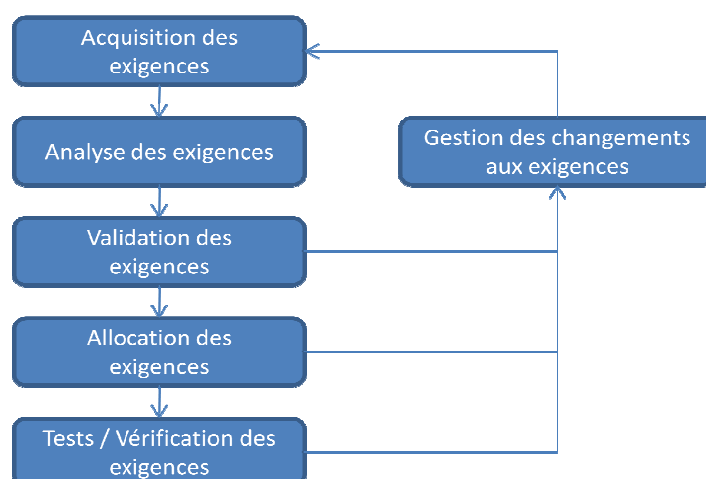 Acquisition des
exigences
Analyse des exigences
Gestion des changements
aux exigences
Validation des
exigences
Allocation des
exigences
Tests / Vérification des
exigences